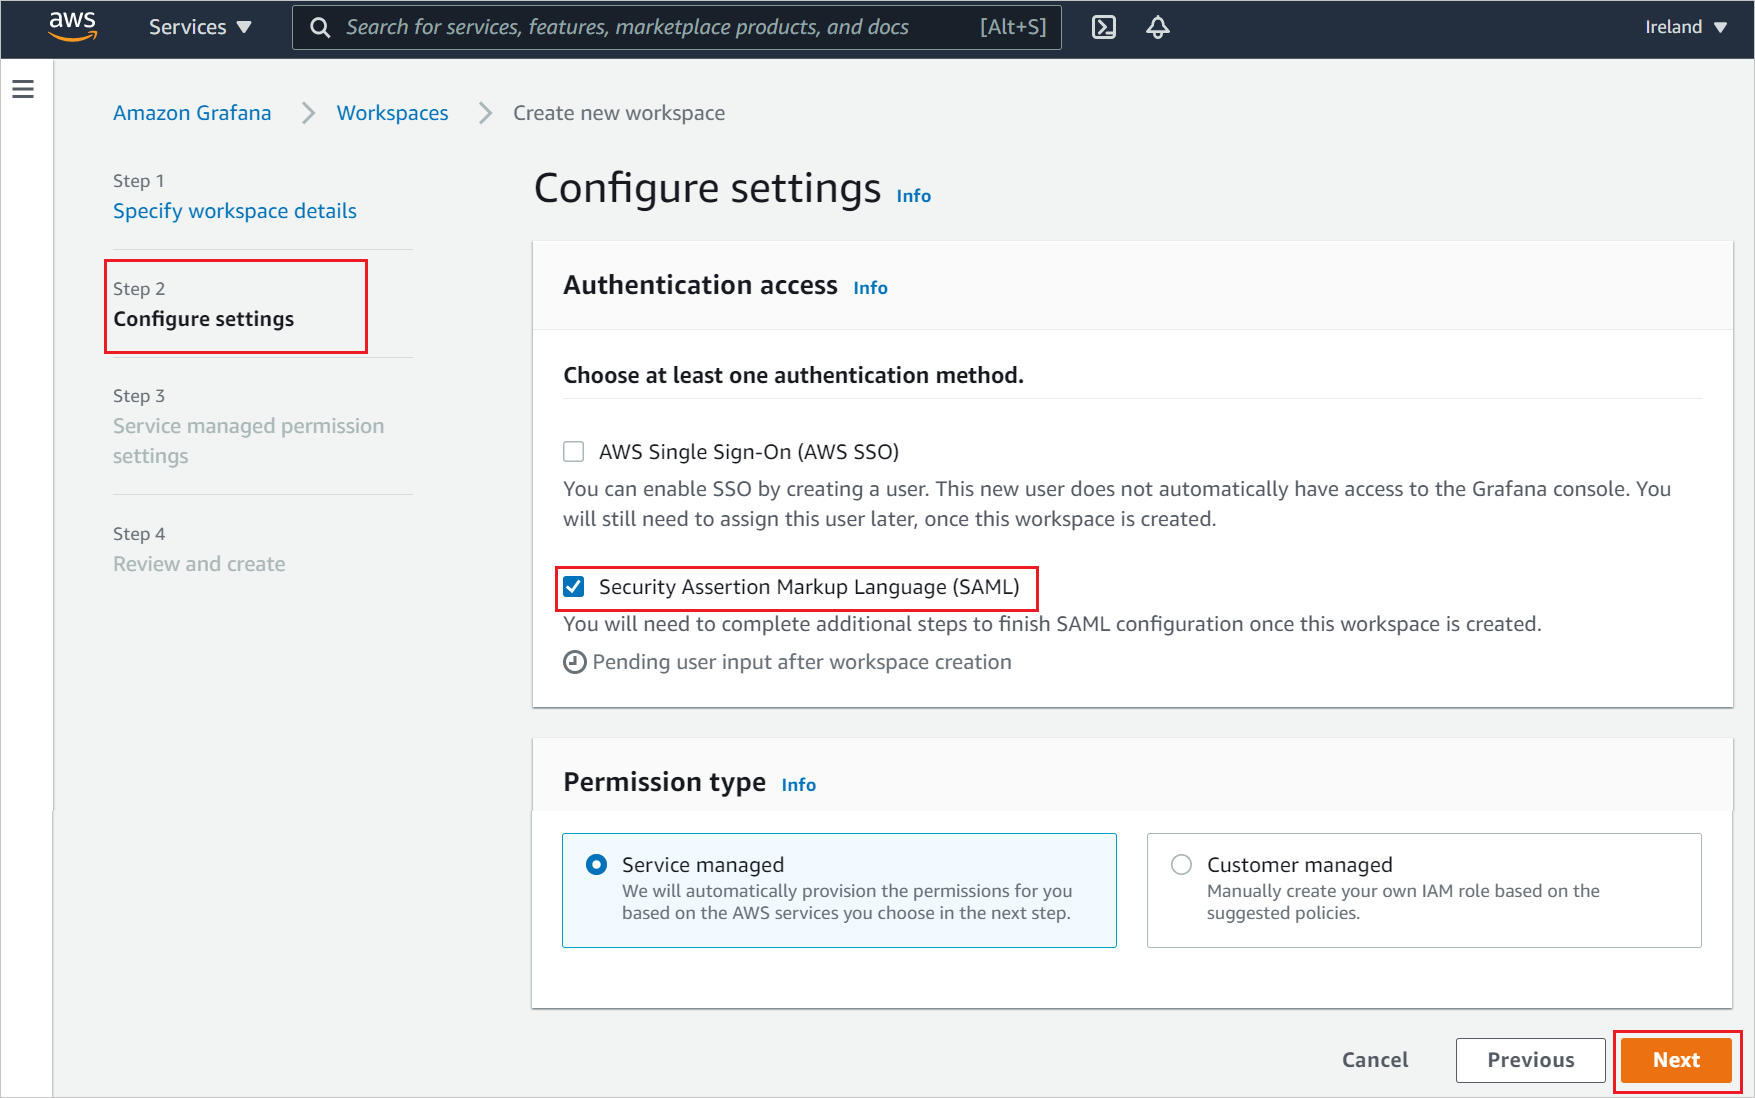 aws
Services
Search for services, features, marketplace products, and docs
[Alt+S]
Ireland
Amazon Grafana
Workspaces
Create new workspace
Step 1
Specify workspace details
Step 2
Configure settings
Step 3
Service managed permission
settings
Step 4
Review and create
Configure settings Info
Authentication access Info
Choose at least one authentication method.
AWS Single Sign-On (AWS SSO)
You can enable SSO by creating a user. This new user does not automatically have access to the Grafana console. You
will still need to assign this user later, once this workspace is created.
Security Assertion Markup Language (SAML)
You will need to complete additional steps to finish SAML configuration once this workspace is created.
Pending user input after workspace creation
Permission type Info
Service managed
We will automatically provision the permissions for you
based on the AWS services you choose in the next step.
Customer managed
Manually create your own IAM role based on the
suggested policies.
Cancel
Previous
Next